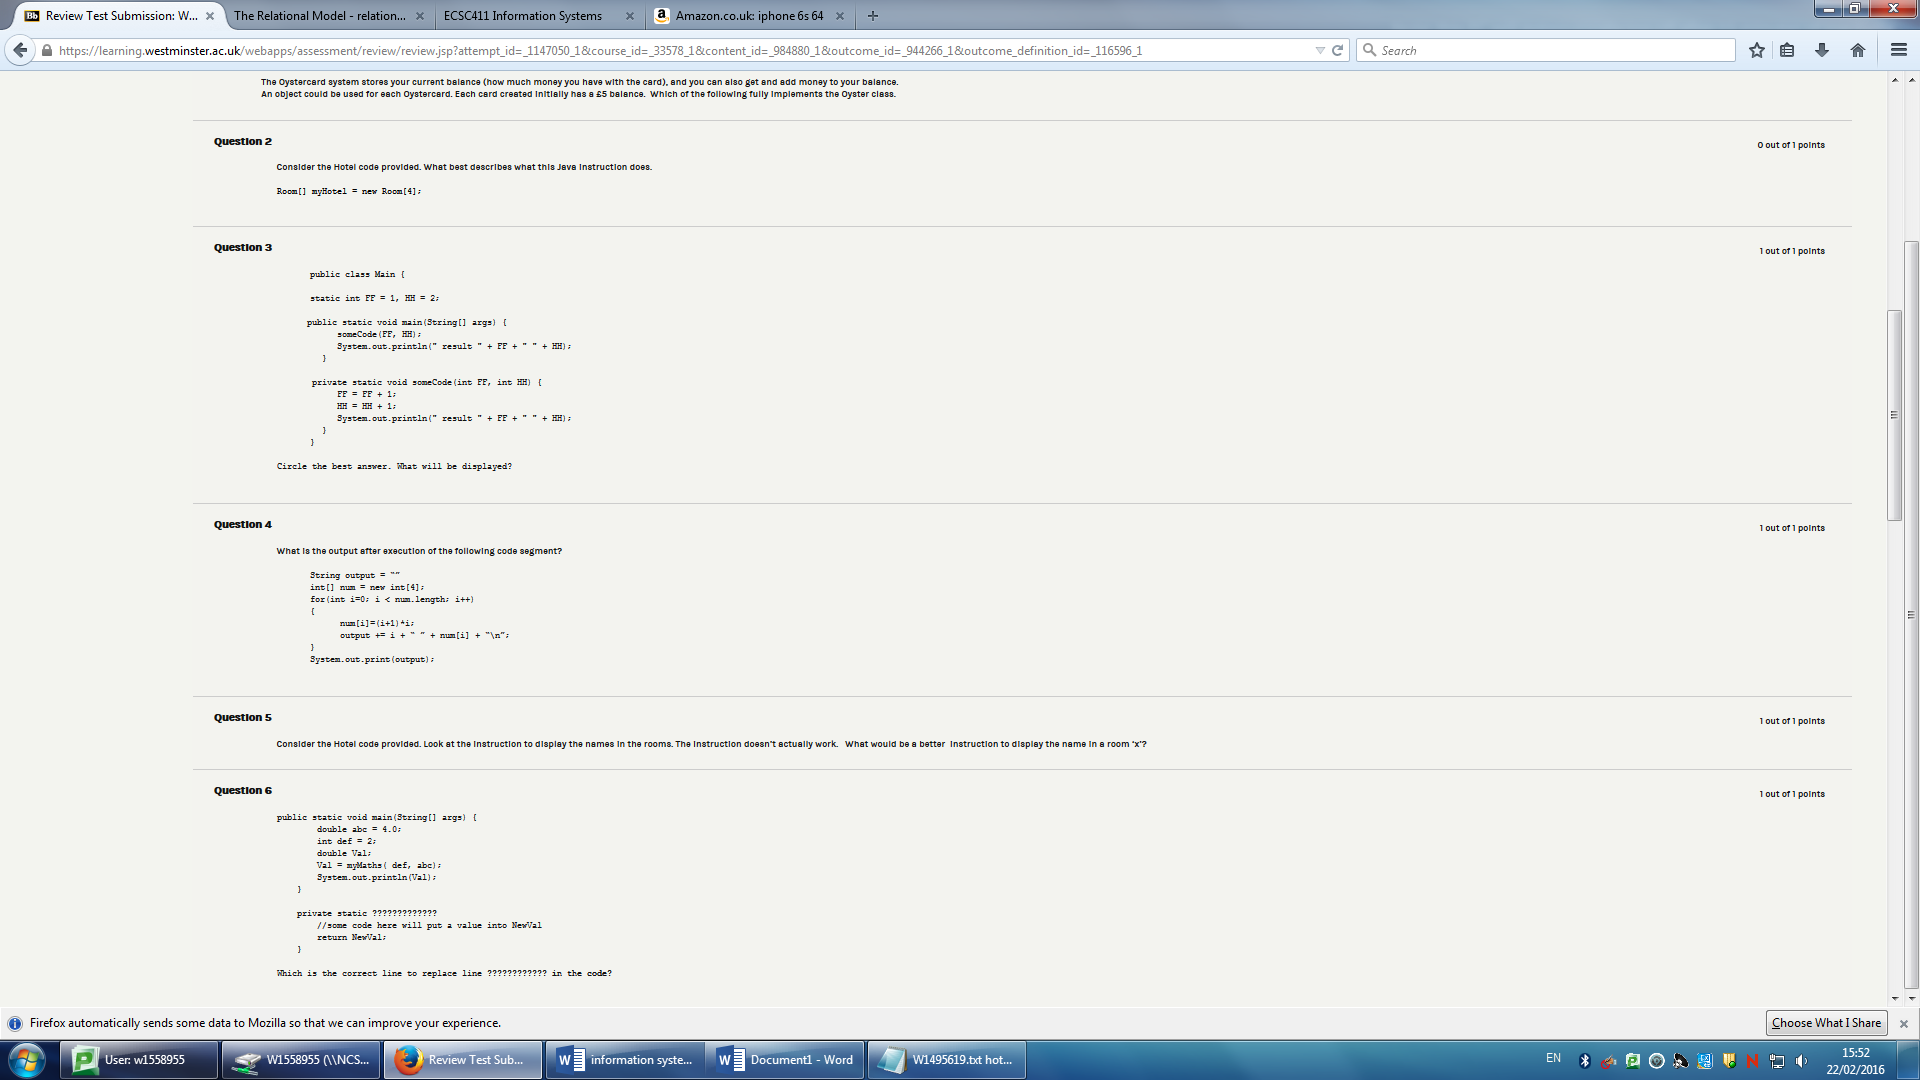 Bb Review Test Submission: W...
The Relational Model - relation...
ECSC411 Information Systems
a Amazon.co.uk: iphone 6s 64
https://learning.westminster.ac.uk/webapps/assessment/review/review.jsp?attempt_id=_1147050_1&course_id=_33578_1&content_id=_984880_1&outcome_id=_944266_1&outcome_definition_id=_116596_1
Search
The Oystercard system stores your current balance (how much money you have with the card), and you can also get and add money to your balance.
An object could be used for each Oystercard. Each card created initially has a £5 balance. Which of the following fully implements the Oyster class.
Question 2
0 out of 1 points
Consider the Hotel code provided. What best describes what this Java instruction does.
Room[] myHotel = new Room[4];
Question 3
1 out of 1 points
public class Main {
static int FF = 1, HH = 2;
public static void main(String[] args) {
someCode(FF, HH);
System.out.println(" result " + FF + " " + HH);
}
private static void someCode(int FF, int HH) {
FF = FF + 1;
HH = HH + 1;
System.out.println(" result " + FF + " " + HH);
}
}
Circle the best answer. What will be displayed?
Question 4
1 out of 1 points
What is the output after execution of the following code segment?
String output = “”
int[] num = new int[4];
for(int i=0; i < num.length; i++)
{
num[i]=(i+1)*i;
output += i + “ ” + num[i] + “\n”;
}
System.out.print(output);
Question 5
1 out of 1 points
Consider the Hotel code provided. Look at the instruction to display the names in the rooms. The instruction doesn't actually work. What would be a better instruction to display the name in a room ‘x’?
Question 6
1 out of 1 points
public static void main(String[] args) {
double abc = 4.0;
int def = 2;
double Val;
Val = myMaths( def, abc);
System.out.println(Val);
}
private static ?????????????
//some code here will put a value into NewVal
return NewVal;
}
Which is the correct line to replace line ???????????? in the code?
Firefox automatically sends some data to Mozilla so that we can improve your experience.
Choose What I Share
User: w1558955
W1558955 (\\NCS...
Review Test Sub...
information syste...
Document1 - Word
W1495619.txt hot...
EN
15:52
22/02/2016